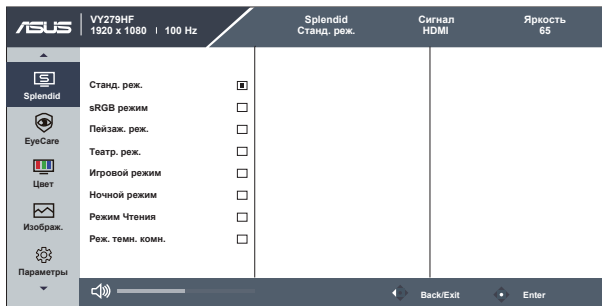 ASUS
VY279HF
1920 x 1080 | 100 Hz
Splendid
Станд. реж.
Сигнал
HDMI
Яркость
65
Splendid
EyeCare
Цвет
Изображ.
Параметры
Станд. реж.
sRGB режим
Пейзаж. реж.
Театр. реж.
Игровой режим
Ночной режим
Режим Чтения
Реж. темн. комн.
Back/Exit
Enter